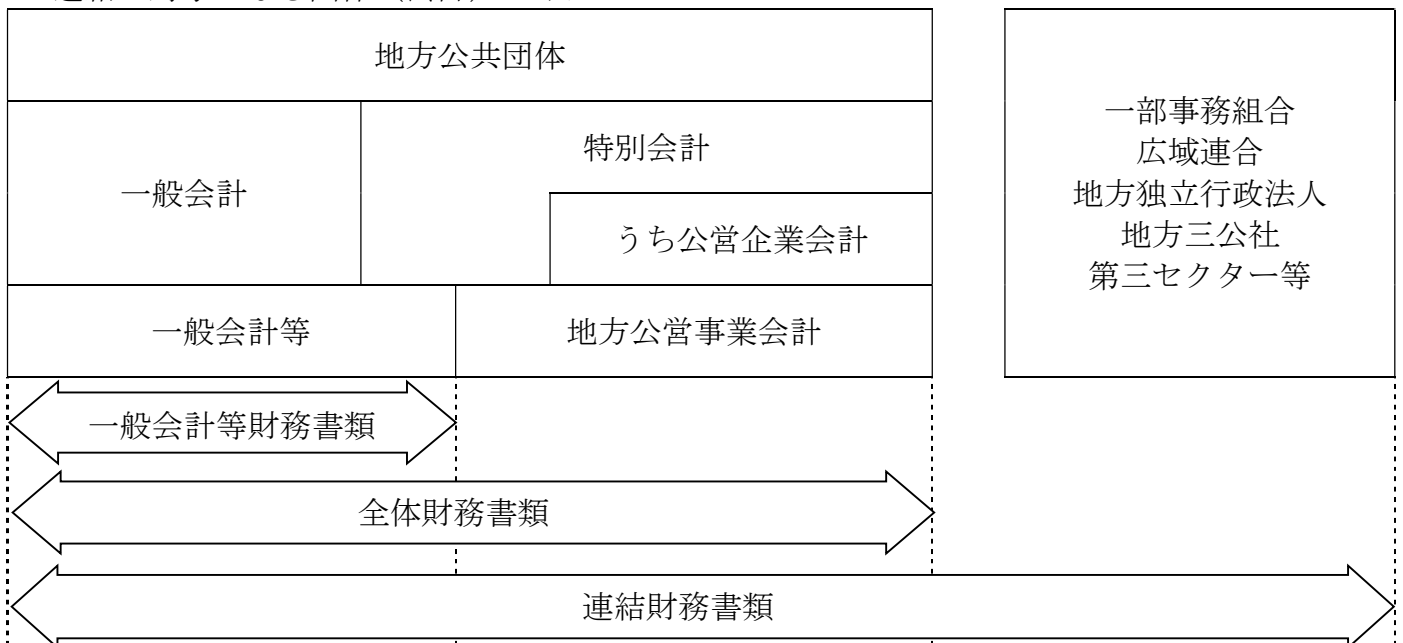 地方公共団体
一般会計
特別会計
うち公営企業会計
一般会計等
地方公営事業会計
一部事務組合
広域連合
地方独立行政法人
地方三公社
第三セクター等
一般会計等財務書類
全体財務書類
連結財務書類